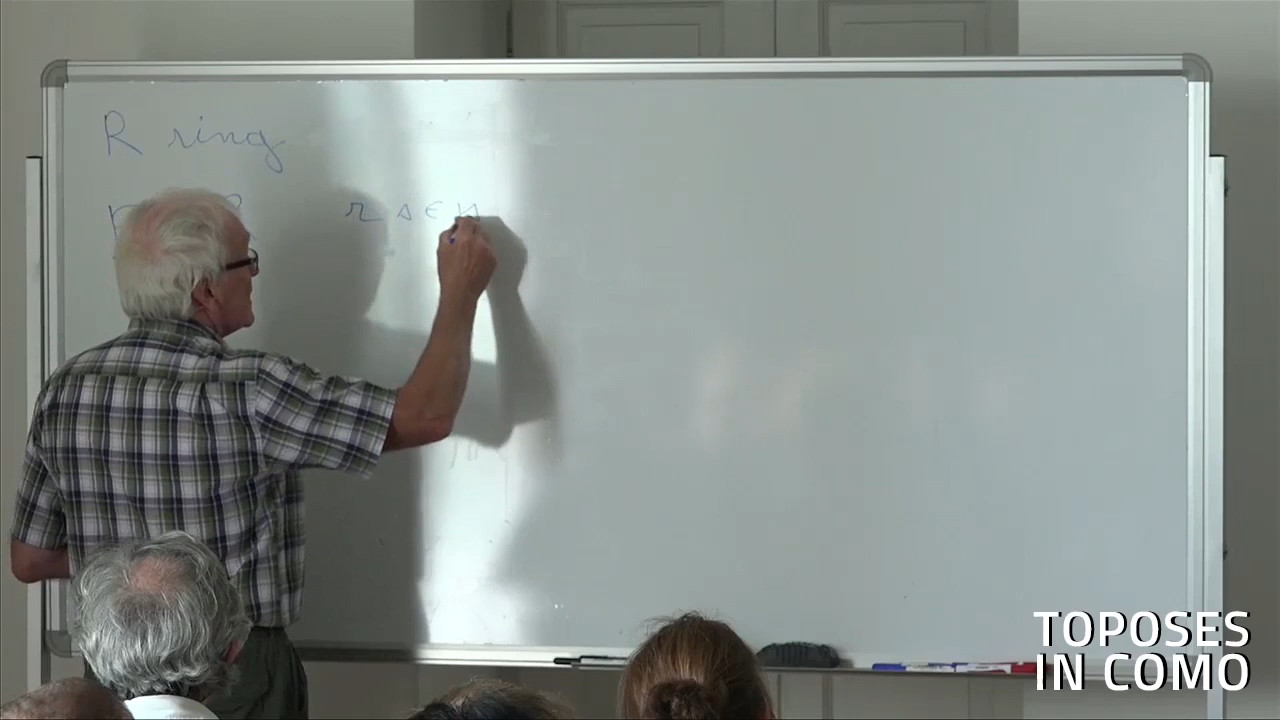 R ring
r s ∈
TOPOSES
IN COMO